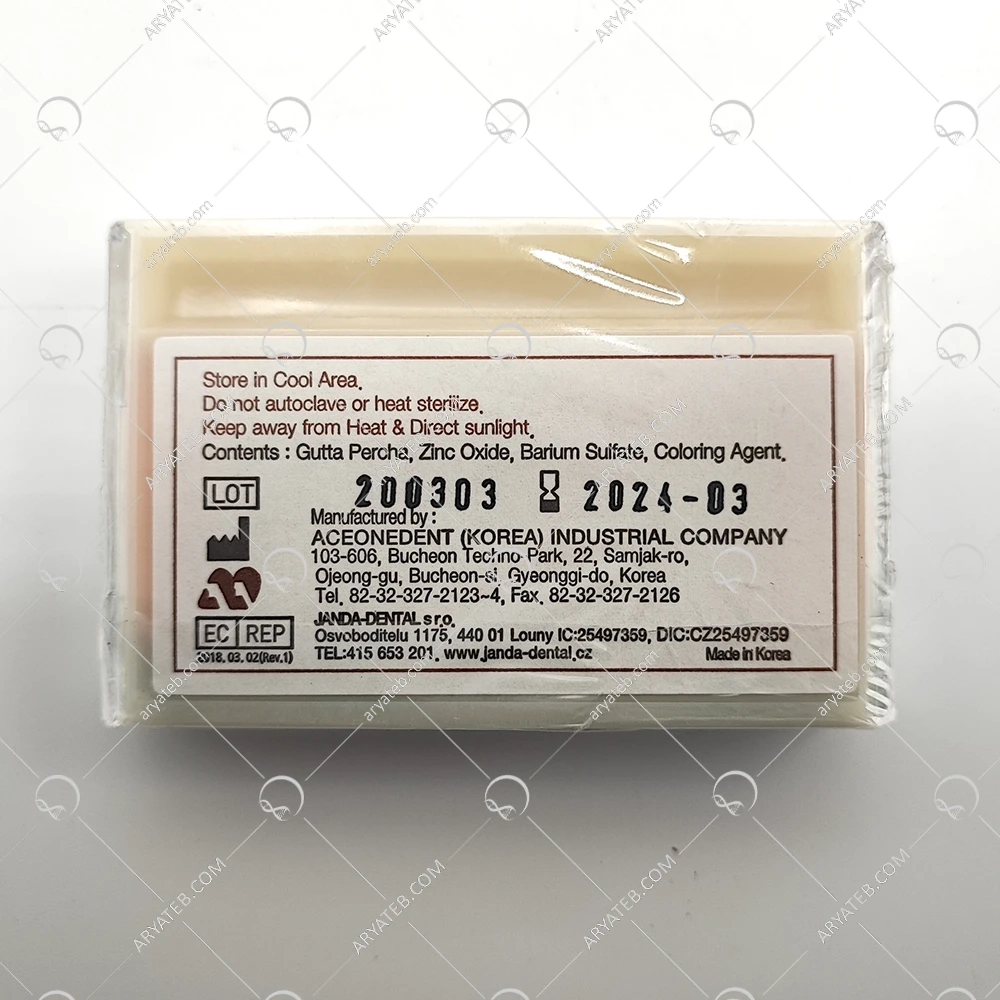 Store in Cool Area.
Do not autoclave or heat sterilize.
Keep away from Heat & Direct sunlight.
Contents : Gutta Percha, Zinc Oxide, Barium Sulfate, Coloring Agent.
LOT 200303 2024-03
Manufactured by :
ACEONEDENT (KOREA) INDUSTRIAL COMPANY
103-606, Bucheon Techno Park, 22, Samjak-ro,
Ojeong-gu, Bucheon-si, Gyeonggi-do, Korea
Tel. 82-32-327-2123~4, Fax. 82-32-327-2126
EC REP
JANDA-DENTAL s r.o.
Osvoboditelu 1175, 440 01 Louny IC:25497359, DIC:CZ25497359
TEL:415 653 201. www.janda-dental.cz
2018. 03. 02(Rev.1)
Made in Korea
ARYATEB.COM
aryateb.com